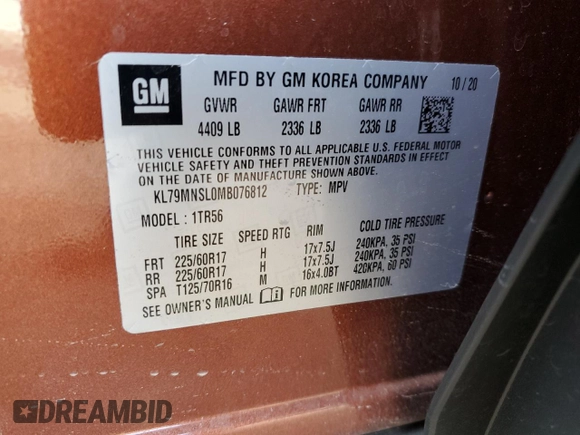 GM
MFD BY GM KOREA COMPANY 10/20
GVWR GAWR FRT GAWR RR
4409 LB 2336 LB 2336 LB
THIS VEHICLE CONFORMS TO ALL APPLICABLE U.S. FEDERAL MOTOR
VEHICLE SAFETY AND THEFT PREVENTION STANDARDS IN EFFECT
ON THE DATE OF MANUFACTURE SHOWN ABOVE.
KL79MNSL0MB076812 TYPE: MPV
MODEL: 1TR56
TIRE SIZE SPEED RTG RIM COLD TIRE PRESSURE
FRT 225/60R17 H 17x7.5J 240KPA, 35 PSI
RR 225/60R17 H 17x7.5J 240KPA, 35 PSI
SPA T125/70R16 M 16x4.0BT 420KPA, 60 PSI
SEE OWNER'S MANUAL FOR MORE INFORMATION
DREAMBID